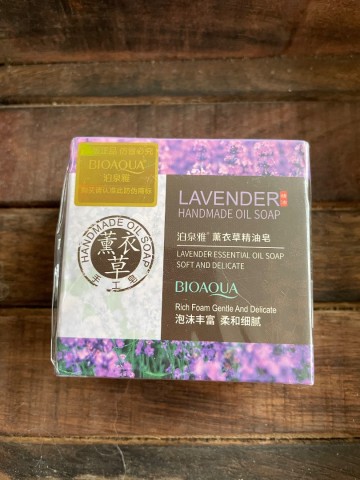 BIOAQUA
泊泉雅
LAVENDER
HANDMADE OIL SOAP
泊泉雅 薰衣草精油皂
LAVENDER ESSENTIAL OIL SOAP
SOFT AND DELICATE
BIOAQUA
Rich Foam Gentle And Delicate
泡沫丰富 柔和细腻
HANDMADE OIL SOAP
薰衣草
手工皂